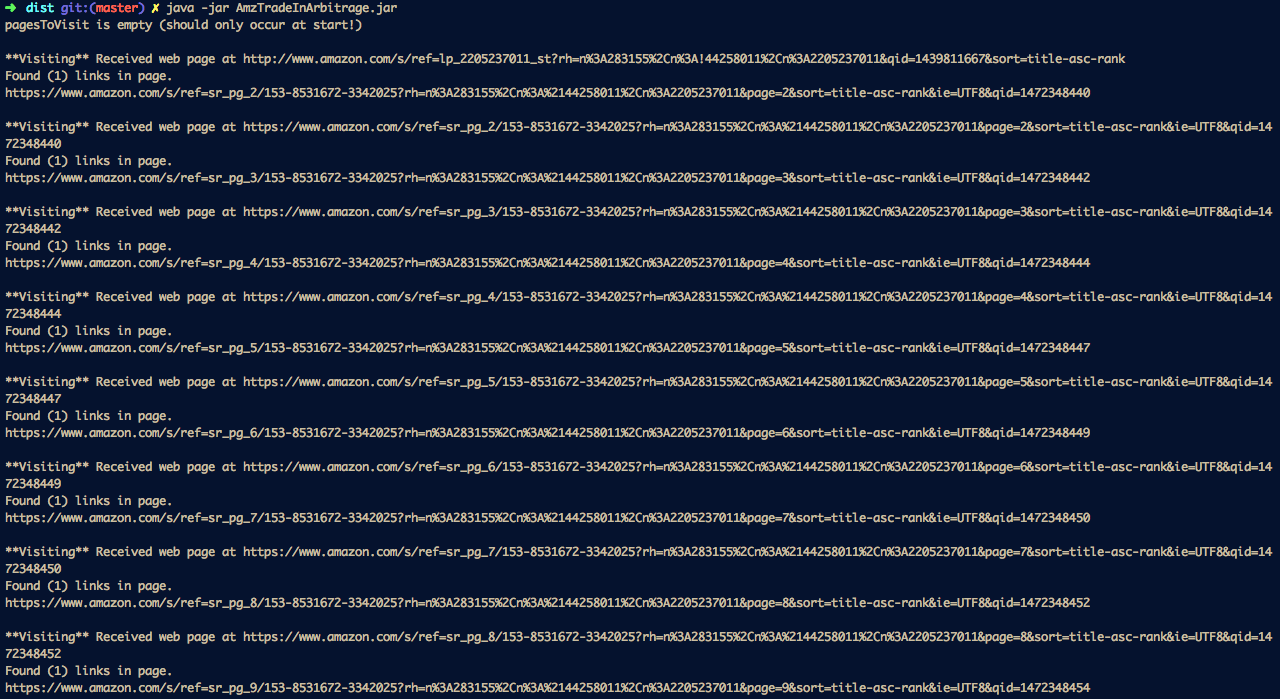 ➜ dist git:(master) ✗ java -jar AmzTradeInArbitrage.jar
pagesToVisit is empty (should only occur at start!)
**Visiting** Received web page at http://www.amazon.com/s/ref=lp_2205237011_st?rh=n%3A283155%2Cn%3A!44258011%2Cn%3A2205237011&qid=1439811667&sort=title-asc-rank
Found (1) links in page.
https://www.amazon.com/s/ref=sr_pg_2/153-8531672-3342025?rh=n%3A283155%2Cn%3A%2144258011%2Cn%3A2205237011&page=2&sort=title-asc-rank&ie=UTF8&qid=1472348440
**Visiting** Received web page at https://www.amazon.com/s/ref=sr_pg_2/153-8531672-3342025?rh=n%3A283155%2Cn%3A%2144258011%2Cn%3A2205237011&page=2&sort=title-asc-rank&ie=UTF8&qid=14
72348440
Found (1) links in page.
https://www.amazon.com/s/ref=sr_pg_3/153-8531672-3342025?rh=n%3A283155%2Cn%3A%2144258011%2Cn%3A2205237011&page=3&sort=title-asc-rank&ie=UTF8&qid=1472348442
**Visiting** Received web page at https://www.amazon.com/s/ref=sr_pg_3/153-8531672-3342025?rh=n%3A283155%2Cn%3A%2144258011%2Cn%3A2205237011&page=3&sort=title-asc-rank&ie=UTF8&qid=14
72348442
Found (1) links in page.
https://www.amazon.com/s/ref=sr_pg_4/153-8531672-3342025?rh=n%3A283155%2Cn%3A%2144258011%2Cn%3A2205237011&page=4&sort=title-asc-rank&ie=UTF8&qid=1472348444
**Visiting** Received web page at https://www.amazon.com/s/ref=sr_pg_4/153-8531672-3342025?rh=n%3A283155%2Cn%3A%2144258011%2Cn%3A2205237011&page=4&sort=title-asc-rank&ie=UTF8&qid=14
72348444
Found (1) links in page.
https://www.amazon.com/s/ref=sr_pg_5/153-8531672-3342025?rh=n%3A283155%2Cn%3A%2144258011%2Cn%3A2205237011&page=5&sort=title-asc-rank&ie=UTF8&qid=1472348447
**Visiting** Received web page at https://www.amazon.com/s/ref=sr_pg_5/153-8531672-3342025?rh=n%3A283155%2Cn%3A%2144258011%2Cn%3A2205237011&page=5&sort=title-asc-rank&ie=UTF8&qid=14
72348447
Found (1) links in page.
https://www.amazon.com/s/ref=sr_pg_6/153-8531672-3342025?rh=n%3A283155%2Cn%3A%2144258011%2Cn%3A2205237011&page=6&sort=title-asc-rank&ie=UTF8&qid=1472348449
**Visiting** Received web page at https://www.amazon.com/s/ref=sr_pg_6/153-8531672-3342025?rh=n%3A283155%2Cn%3A%2144258011%2Cn%3A2205237011&page=6&sort=title-asc-rank&ie=UTF8&qid=14
72348449
Found (1) links in page.
https://www.amazon.com/s/ref=sr_pg_7/153-8531672-3342025?rh=n%3A283155%2Cn%3A%2144258011%2Cn%3A2205237011&page=7&sort=title-asc-rank&ie=UTF8&qid=1472348450
**Visiting** Received web page at https://www.amazon.com/s/ref=sr_pg_7/153-8531672-3342025?rh=n%3A283155%2Cn%3A%2144258011%2Cn%3A2205237011&page=7&sort=title-asc-rank&ie=UTF8&qid=14
72348450
Found (1) links in page.
https://www.amazon.com/s/ref=sr_pg_8/153-8531672-3342025?rh=n%3A283155%2Cn%3A%2144258011%2Cn%3A2205237011&page=8&sort=title-asc-rank&ie=UTF8&qid=1472348452
**Visiting** Received web page at https://www.amazon.com/s/ref=sr_pg_8/153-8531672-3342025?rh=n%3A283155%2Cn%3A%2144258011%2Cn%3A2205237011&page=8&sort=title-asc-rank&ie=UTF8&qid=14
72348452
Found (1) links in page.
https://www.amazon.com/s/ref=sr_pg_9/153-8531672-3342025?rh=n%3A283155%2Cn%3A%2144258011%2Cn%3A2205237011&page=9&sort=title-asc-rank&ie=UTF8&qid=1472348454